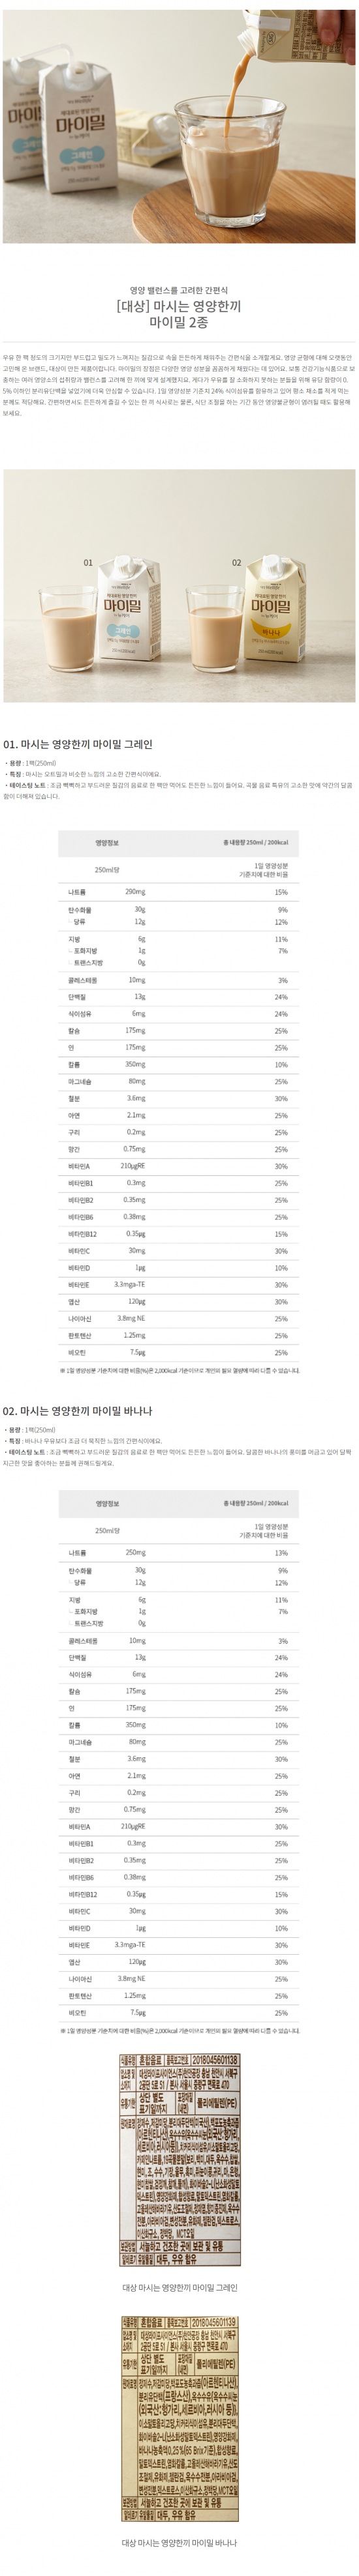 마이밀
그레인
영양 밸런스를 고려한 간편식
[대상] 마시는 영양한끼
마이밀 2종
우유 한 팩 정도의 크기지만 부드럽고 밀도가 느껴지는 질감으로 속을 든든하게 채워주는 간편식을 소개할게요. 영양 균형에 대해 오랫동안
고민해 온 브랜드, 대상이 만든 제품이랍니다. 마이밀의 장점은 다양한 영양 성분을 꼼꼼하게 채웠다는 데 있어요. 보통 건강기능식품으로 보
충하는 여러 영양소의 섭취량과 밸런스를 고려해 한 끼에 맞게 설계했지요. 게다가 우유를 잘 소화하지 못하는 분들을 위해 유당 함량이 0.
5% 이하인 분리유단백을 넣었기에 더욱 안심할 수 있습니다. 1일 영양성분 기준치 24% 식이섬유를 함유하고 있어 평소 채소를 적게 먹는
분께도 적당해요. 간편하면서도 든든하게 즐길 수 있는 한 끼 식사로는 물론, 식단 조절을 하는 기간 동안 영양불균형이 염려될 때도 활용해
보세요.
01
02
마이밀
그레인
마이밀
바나나
01. 마시는 영양한끼 마이밀 그레인
• 용량 : 1팩(250ml)
• 특징 : 마시는 오트밀과 비슷한 느낌의 고소한 간편식이에요.
• 테이스팅 노트 : 조금 빽빽하고 부드러운 질감의 음료로 한 팩만 먹어도 든든한 느낌이 들어요. 곡물 음료 특유의 고소한 맛에 약간의 달콤
함이 더해져 있습니다.
영양정보 총 내용량 250ml / 200kcal
250ml당 1일 영양성분
기준치에 대한 비율
나트륨 290mg 15%
탄수화물 30g 9%
당류 12g 12%
지방 6g 11%
포화지방 1g 7%
트랜스지방 0g
콜레스테롤 10mg 3%
단백질 13g 24%
식이섬유 6mg 24%
칼슘 175mg 25%
인 175mg 25%
칼륨 350mg 10%
마그네슘 80mg 25%
철분 3.6mg 30%
아연 2.1mg 25%
구리 0.2mg 25%
망간 0.75mg 25%
비타민A 210μgRE 30%
비타민B1 0.3mg 25%
비타민B2 0.35mg 25%
비타민B6 0.38mg 25%
비타민B12 0.35μg 15%
비타민C 30mg 30%
비타민D 1μg 10%
비타민E 3.3mga-TE 30%
엽산 120μg 30%
나이아신 3.8mg NE 25%
판토텐산 1.25mg 25%
비오틴 7.5μg 25%
※ 1일 영양성분 기준치에 대한 비율(%)은 2,000kcal 기준이므로 개인의 필요 열량에 따라 다를 수 있습니다.
02. 마시는 영양한끼 마이밀 바나나
• 용량 : 1팩(250ml)
• 특징 : 바나나 우유보다 조금 더 묵직한 느낌의 간편식이에요.
• 테이스팅 노트 : 조금 빽빽하고 부드러운 질감의 음료로 한 팩만 먹어도 든든한 느낌이 들어요. 달콤한 바나나의 풍미를 머금고 있어 달짝
지근한 맛을 좋아하는 분들께 권해드릴게요.
영양정보 총 내용량 250ml / 200kcal
250ml당 1일 영양성분
기준치에 대한 비율
나트륨 250mg 13%
탄수화물 30g 9%
당류 12g 12%
지방 6g 11%
포화지방 1g 7%
트랜스지방 0g
콜레스테롤 10mg 3%
단백질 13g 24%
식이섬유 6mg 24%
칼슘 175mg 25%
인 175mg 25%
칼륨 350mg 10%
마그네슘 80mg 25%
철분 3.6mg 30%
아연 2.1mg 25%
구리 0.2mg 25%
망간 0.75mg 25%
비타민A 210μgRE 30%
비타민B1 0.3mg 25%
비타민B2 0.35mg 25%
비타민B6 0.38mg 25%
비타민B12 0.35μg 15%
비타민C 30mg 30%
비타민D 1μg 10%
비타민E 3.3mga-TE 30%
엽산 120μg 30%
나이아신 3.8mg NE 25%
판토텐산 1.25mg 25%
비오틴 7.5μg 25%
※ 1일 영양성분 기준치에 대한 비율(%)은 2,000kcal 기준이므로 개인의 필요 열량에 따라 다를 수 있습니다.
식품유형 혼합음료 품목보고번호 2018045601138
유통기한 상단 별도 표기일까지 폴리에틸렌(PE)
보관방법 서늘하고 건조한 곳에 보관 및 유통
대두, 우유 함유
대상 마시는 영양한끼 마이밀 그레인
식품유형 혼합음료 품목보고번호 2018045601139
유통기한 상단 별도 표기일까지 폴리에틸렌(PE)
보관방법 서늘하고 건조한 곳에 보관 및 유통
대두, 우유 함유
대상 마시는 영양한끼 마이밀 바나나